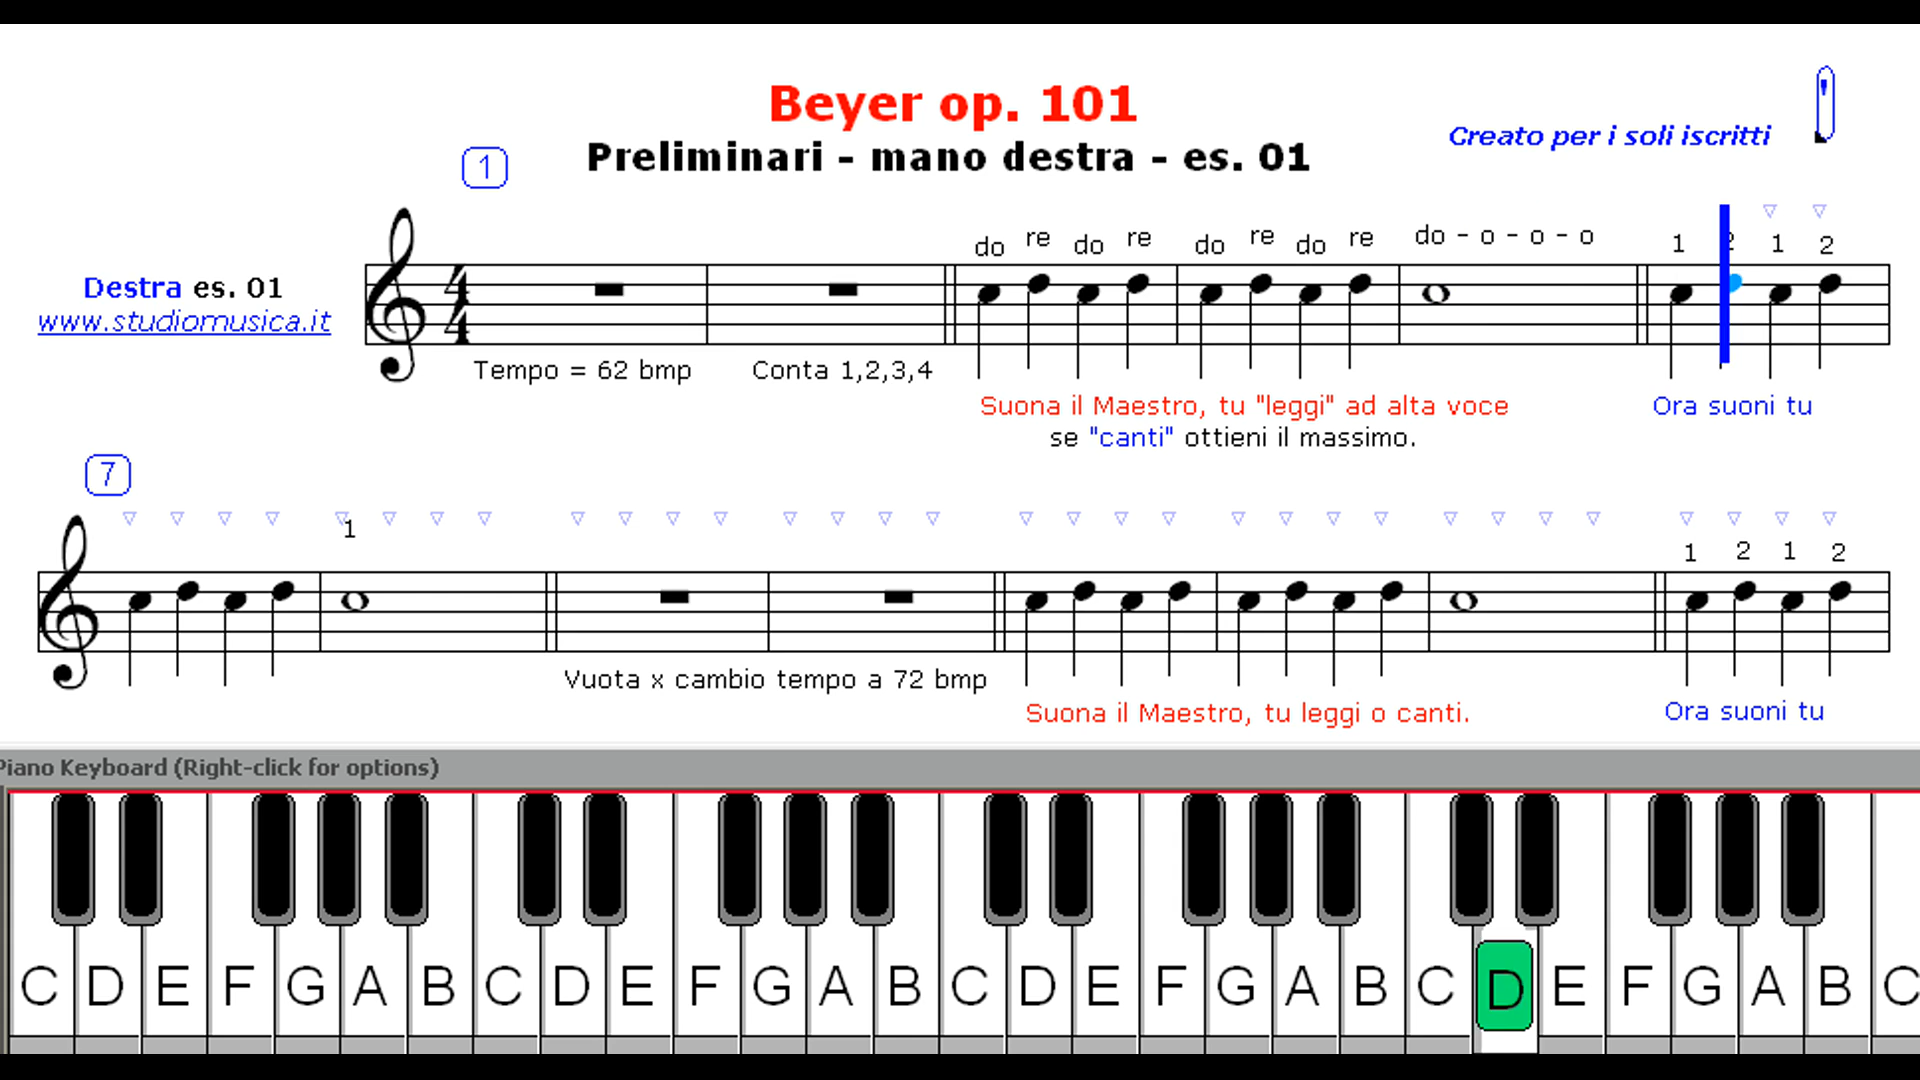 Beyer op. 101
Preliminari - mano destra - es. 01
Creato per i soli iscritti
1
Destra es. 01
www.studiomusica.it
4
4
do re do re do re do re do - o - o - o 1 2 1 2
Tempo = 62 bmp Conta 1,2,3,4
Suona il Maestro, tu "leggi" ad alta voce
se "canti" ottieni il massimo.
Ora suoni tu
7
1
1 2 1 2
Vuota x cambio tempo a 72 bmp
Suona il Maestro, tu leggi o canti.
Ora suoni tu
Piano Keyboard (Right-click for options)
C D E F G A B C D E F G A B C D E F G A B C D E F G A B C